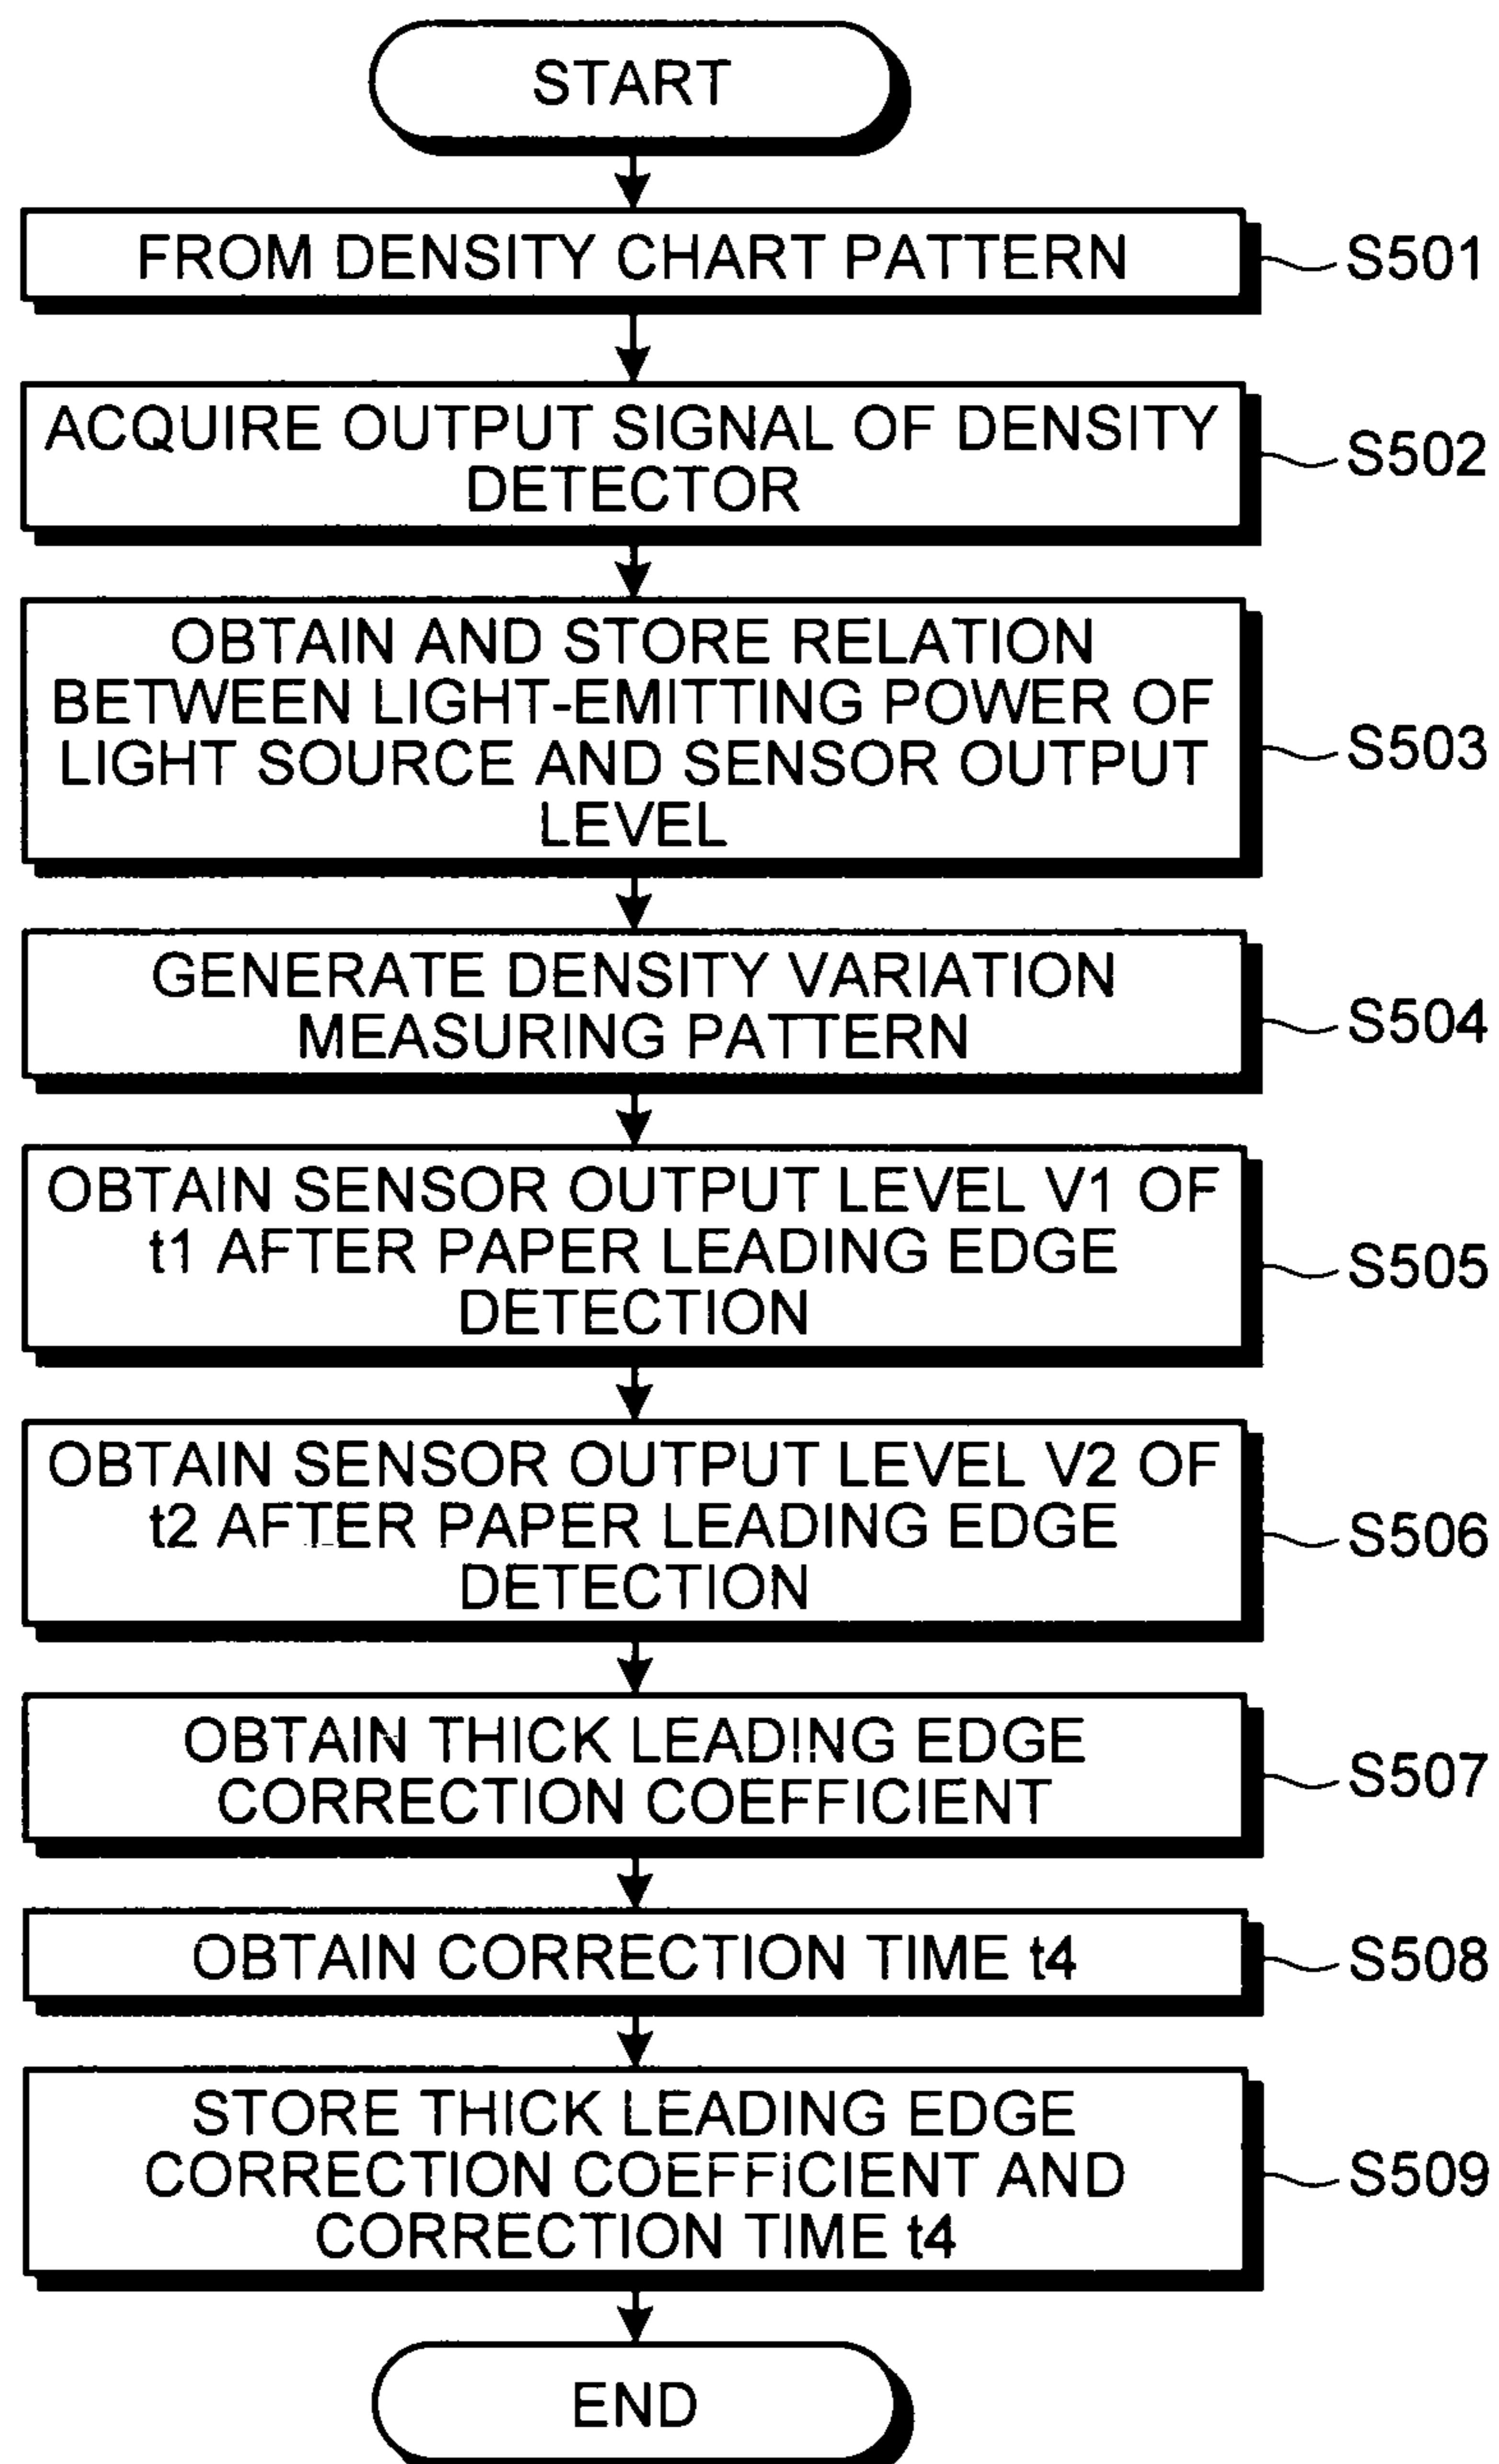 START
FROM DENSITY CHART PATTERN
S501
ACQUIRE OUTPUT SIGNAL OF DENSITY
DETECTOR
S502
OBTAIN AND STORE RELATION
BETWEEN LIGHT-EMITTING POWER OF
LIGHT SOURCE AND SENSOR OUTPUT
LEVEL
S503
GENERATE DENSITY VARIATION
MEASURING PATTERN
S504
OBTAIN SENSOR OUTPUT LEVEL V1 OF
t1 AFTER PAPER LEADING EDGE
DETECTION
S505
OBTAIN SENSOR OUTPUT LEVEL V2 OF
t2 AFTER PAPER LEADING EDGE
DETECTION
S506
OBTAIN THICK LEADING EDGE
CORRECTION COEFFICIENT
S507
OBTAIN CORRECTION TIME t4
S508
STORE THICK LEADING EDGE
CORRECTION COEFFICIENT AND
CORRECTION TIME t4
S509
END